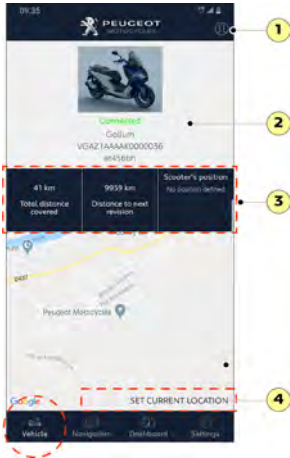 09:35
PEUGEOT
MOTOCYCLES
1
Connected
Gollum
VGAZ1AAAAK0000036
2
Scooter's position
41 km
9959 km
No position defined
3
Total distance covered
Distance to next revision
D437
Peugeot Motocycles
Google
SET CURRENT LOCATION
4
Vehicle
Navigation
Dashboard
Settings